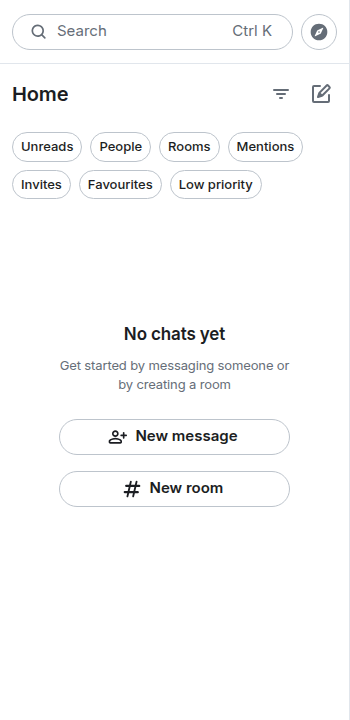 Search Ctrl K
Home
Unreads People Rooms Mentions
Invites Favourites Low priority
No chats yet
Get started by messaging someone or
by creating a room
New message
New room